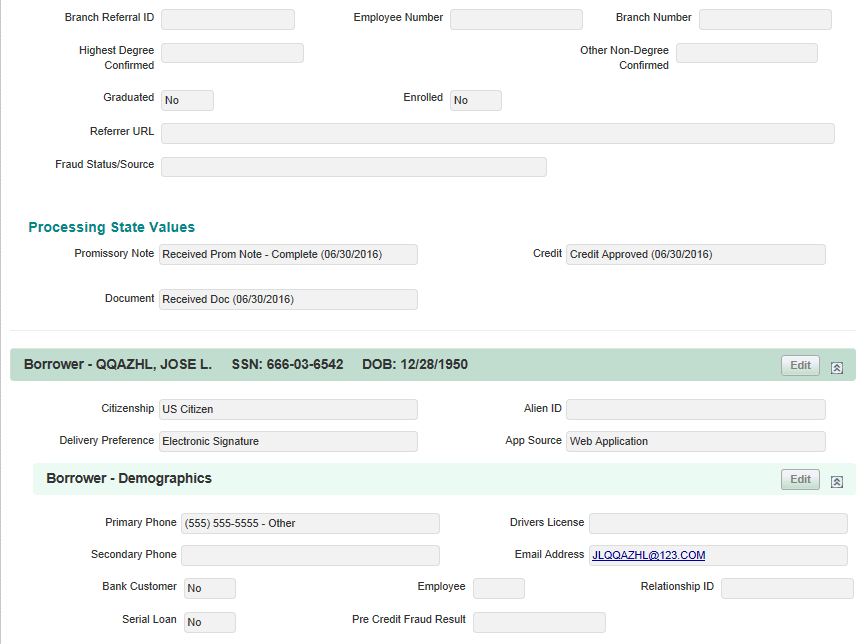 Branch Referral ID Employee Number Branch Number
Highest Degree Confirmed Other Non-Degree Confirmed
Graduated No Enrolled No
Referrer URL
Fraud Status/Source
Processing State Values
Promissory Note Received Prom Note - Complete (06/30/2016) Credit Credit Approved (06/30/2016)
Document Received Doc (06/30/2016)
Borrower - QQAZHL, JOSE L. SSN: 666-03-6542 DOB: 12/28/1950 Edit
Citizenship US Citizen Alien ID
Delivery Preference Electronic Signature App Source Web Application
Borrower - Demographics Edit
Primary Phone (555) 555-5555 - Other Drivers License
Secondary Phone Email Address JLQQAZHL@123.COM
Bank Customer No Employee Relationship ID
Serial Loan No Pre Credit Fraud Result